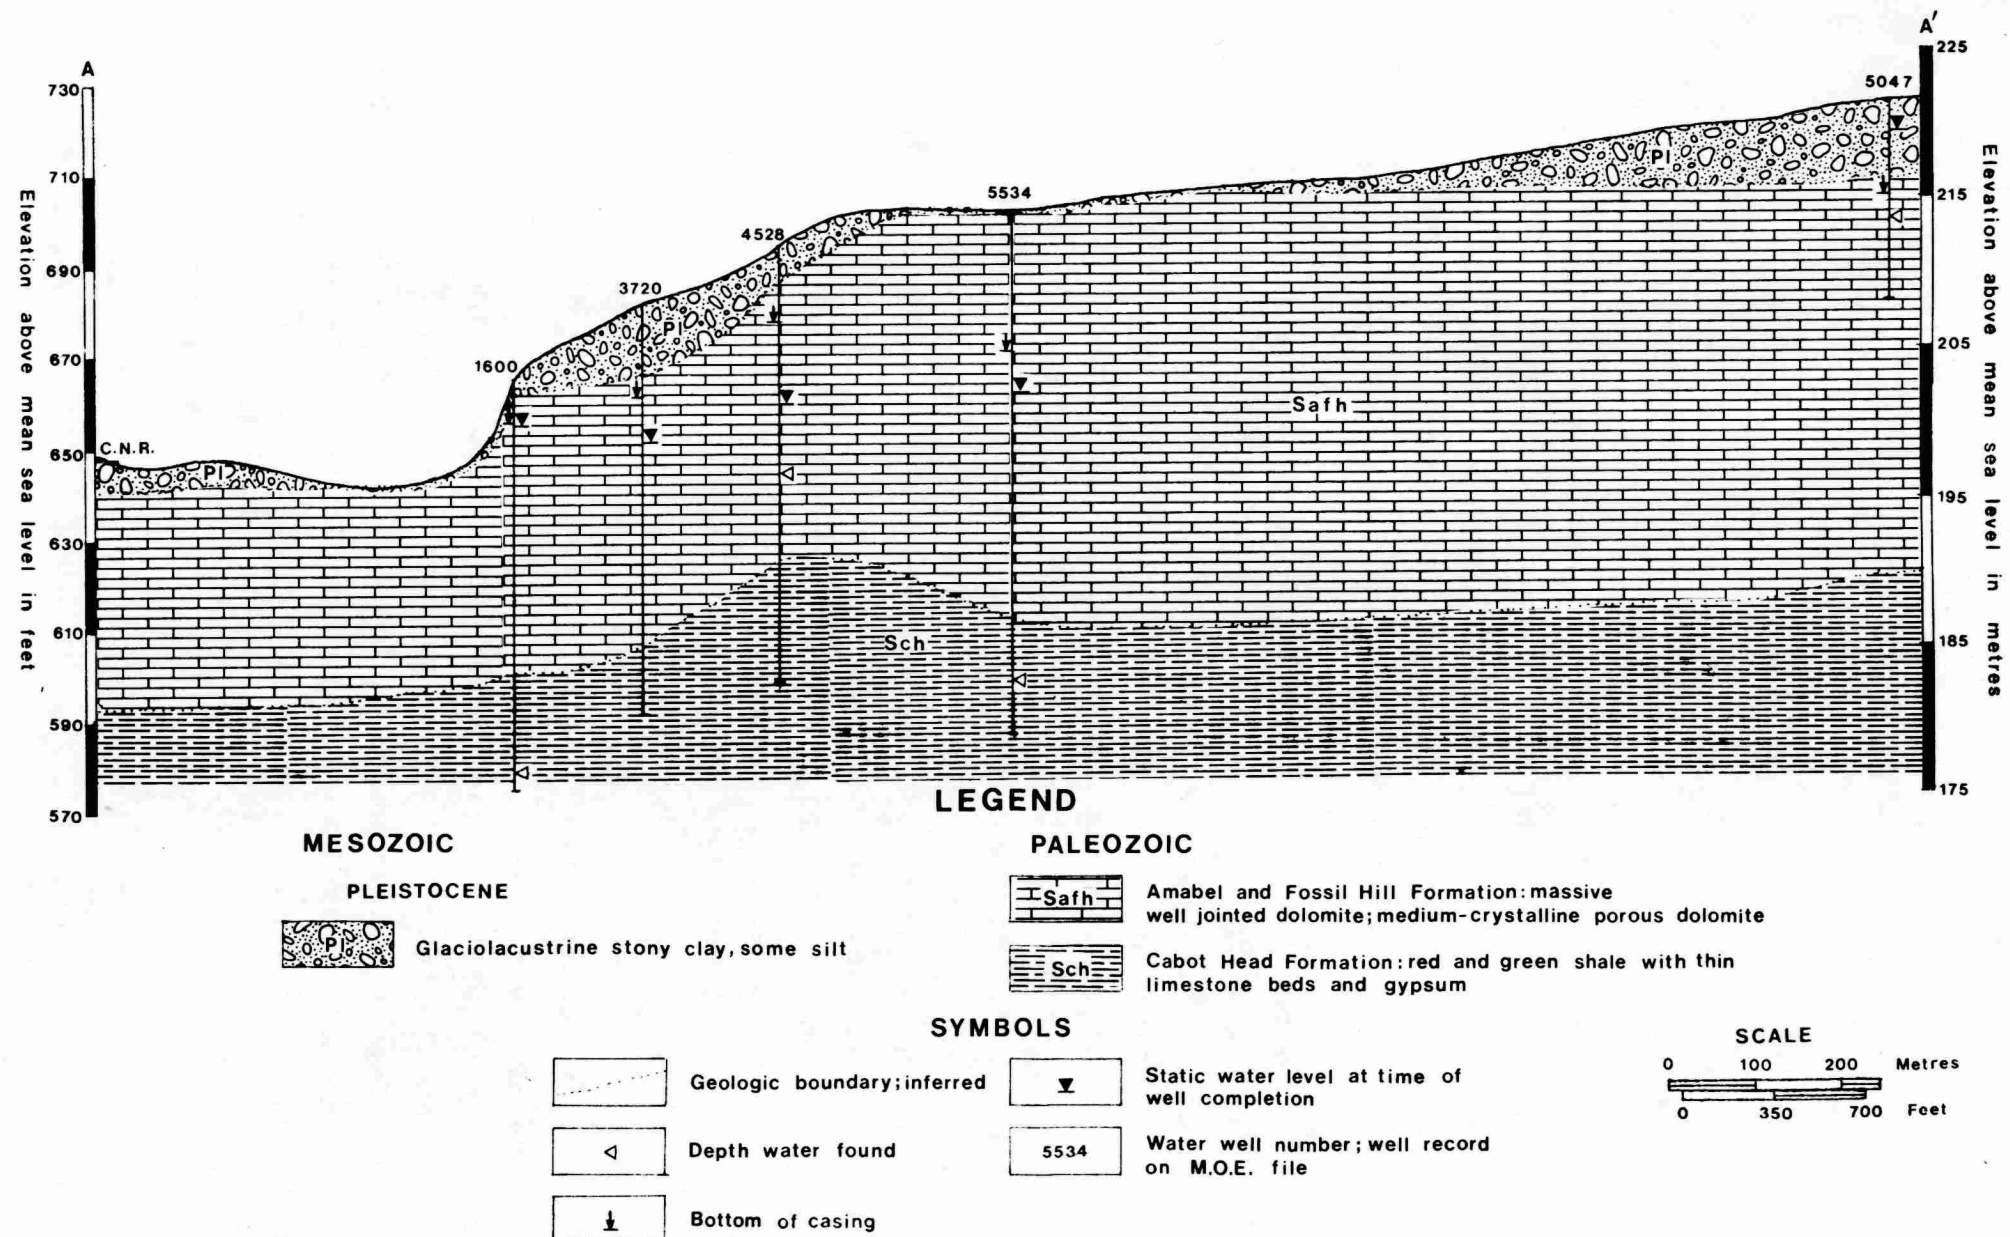 A
A'
730
710
690
670
650
630
610
590
570
Elevation above mean sea level in feet
225
215
205
195
185
175
Elevation above mean sea level in metres
C.N.R.
1600
3720
4528
5534
5047
Pl
Pl
Pl
Safh
Sch
LEGEND
MESOZOIC
PLEISTOCENE
Pl
Glaciolacustrine stony clay, some silt
PALEOZOIC
Safh
Amabel and Fossil Hill Formation: massive
well jointed dolomite; medium-crystalline porous dolomite
Sch
Cabot Head Formation: red and green shale with thin
limestone beds and gypsum
SYMBOLS
Geologic boundary; inferred
Depth water found
Bottom of casing
Static water level at time of
well completion
5534
Water well number; well record
on M.O.E. file
SCALE
0 100 200 Metres
0 350 700 Feet